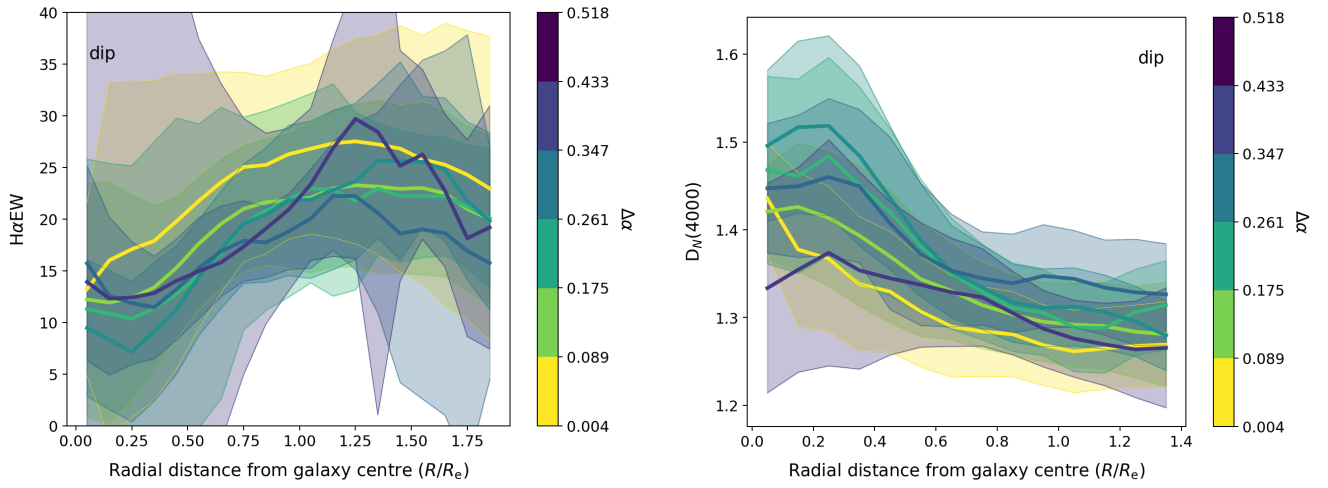 40
35
30
25
20
15
10
5
0
HαEW
dip
0.00 0.25 0.50 0.75 1.00 1.25 1.50 1.75
Radial distance from galaxy centre (R/Re)
0.518
0.433
0.347
0.261
0.175
0.089
0.004
Δα
1.6
1.5
1.4
1.3
1.2
DN(4000)
dip
0.0 0.2 0.4 0.6 0.8 1.0 1.2 1.4
Radial distance from galaxy centre (R/Re)
0.518
0.433
0.347
0.261
0.175
0.089
0.004
Δα